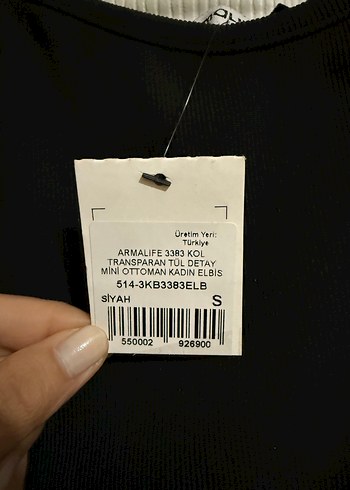 Üretim Yeri:
Türkiye
ARMALIFE 3383 KOL
TRANSPARAN TÜL DETAY
MİNİ OTTOMAN KADIN ELBİS
514-3KB3383ELB
SİYAH S
550002 926900